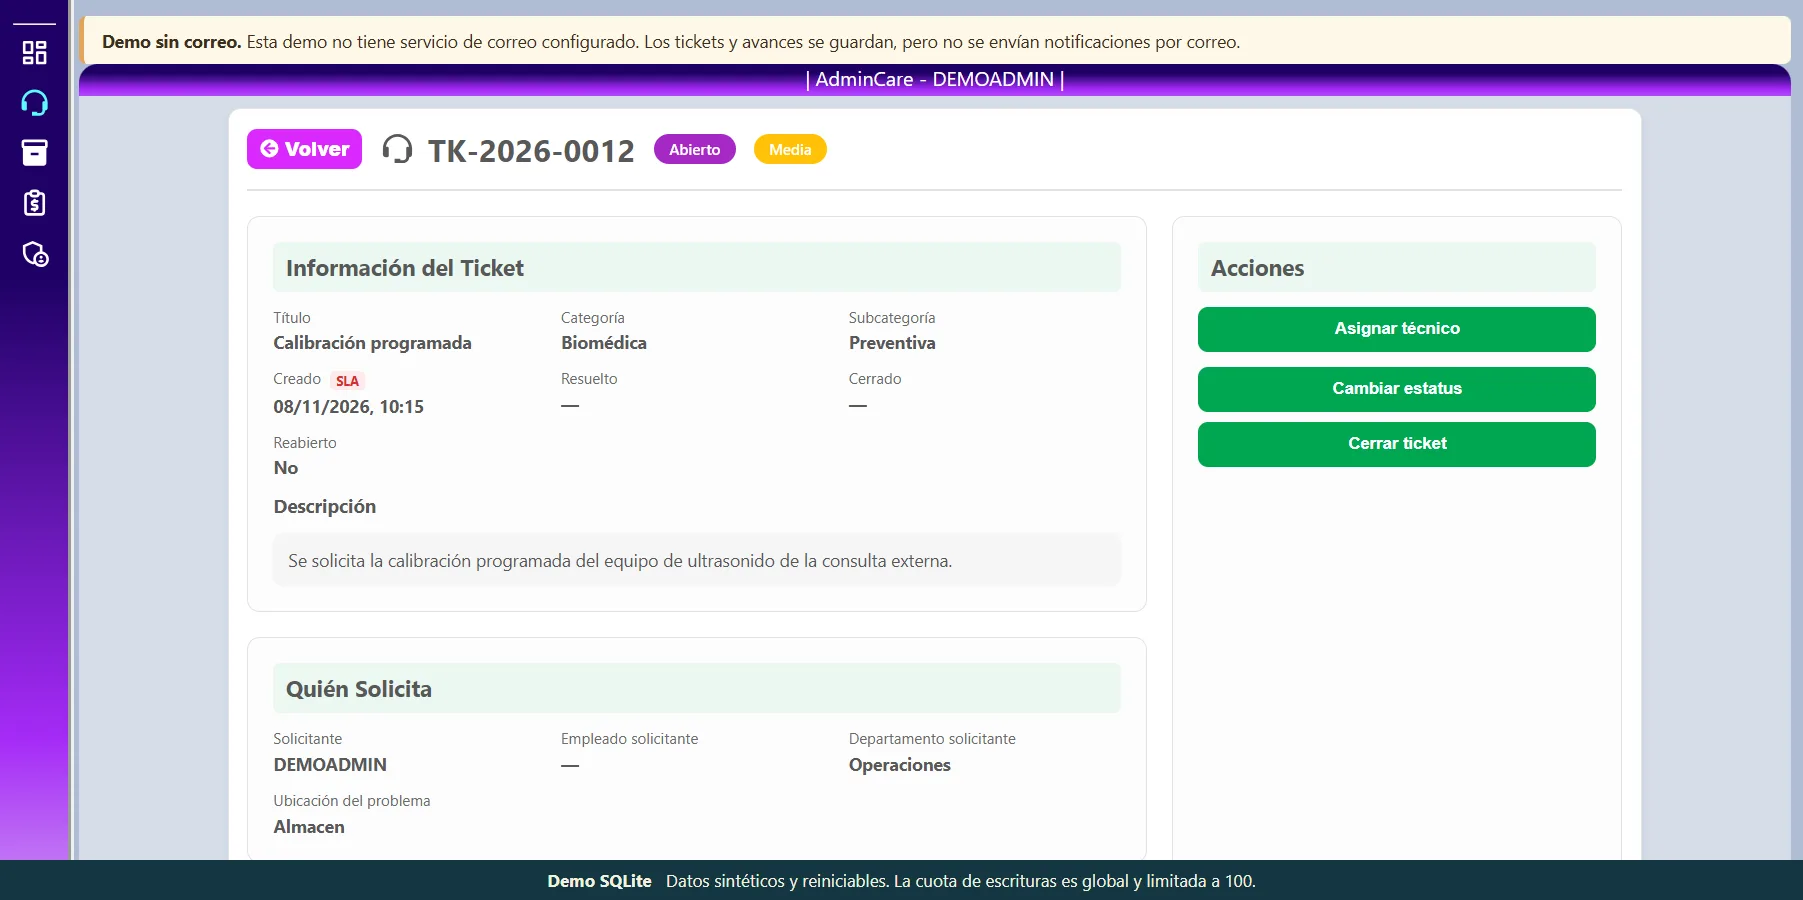 Demo sin correo. Esta demo no tiene servicio de correo configurado. Los tickets y avances se guardan, pero no se envían notificaciones por correo.
| AdminCare - DEMOADMIN |
Volver TK-2026-0012 Abierto Media
Información del Ticket
Título
Calibración programada
Categoría
Biomédica
Subcategoría
Preventiva
Creado SLA
08/11/2026, 10:15
Resuelto
—
Cerrado
—
Reabierto
No
Descripción
Se solicita la calibración programada del equipo de ultrasonido de la consulta externa.
Quién Solicita
Solicitante
DEMOADMIN
Empleado solicitante
—
Departamento solicitante
Operaciones
Ubicación del problema
Almacen
Acciones
Asignar técnico
Cambiar estatus
Cerrar ticket
Demo SQLite Datos sintéticos y reiniciables. La cuota de escrituras es global y limitada a 100.